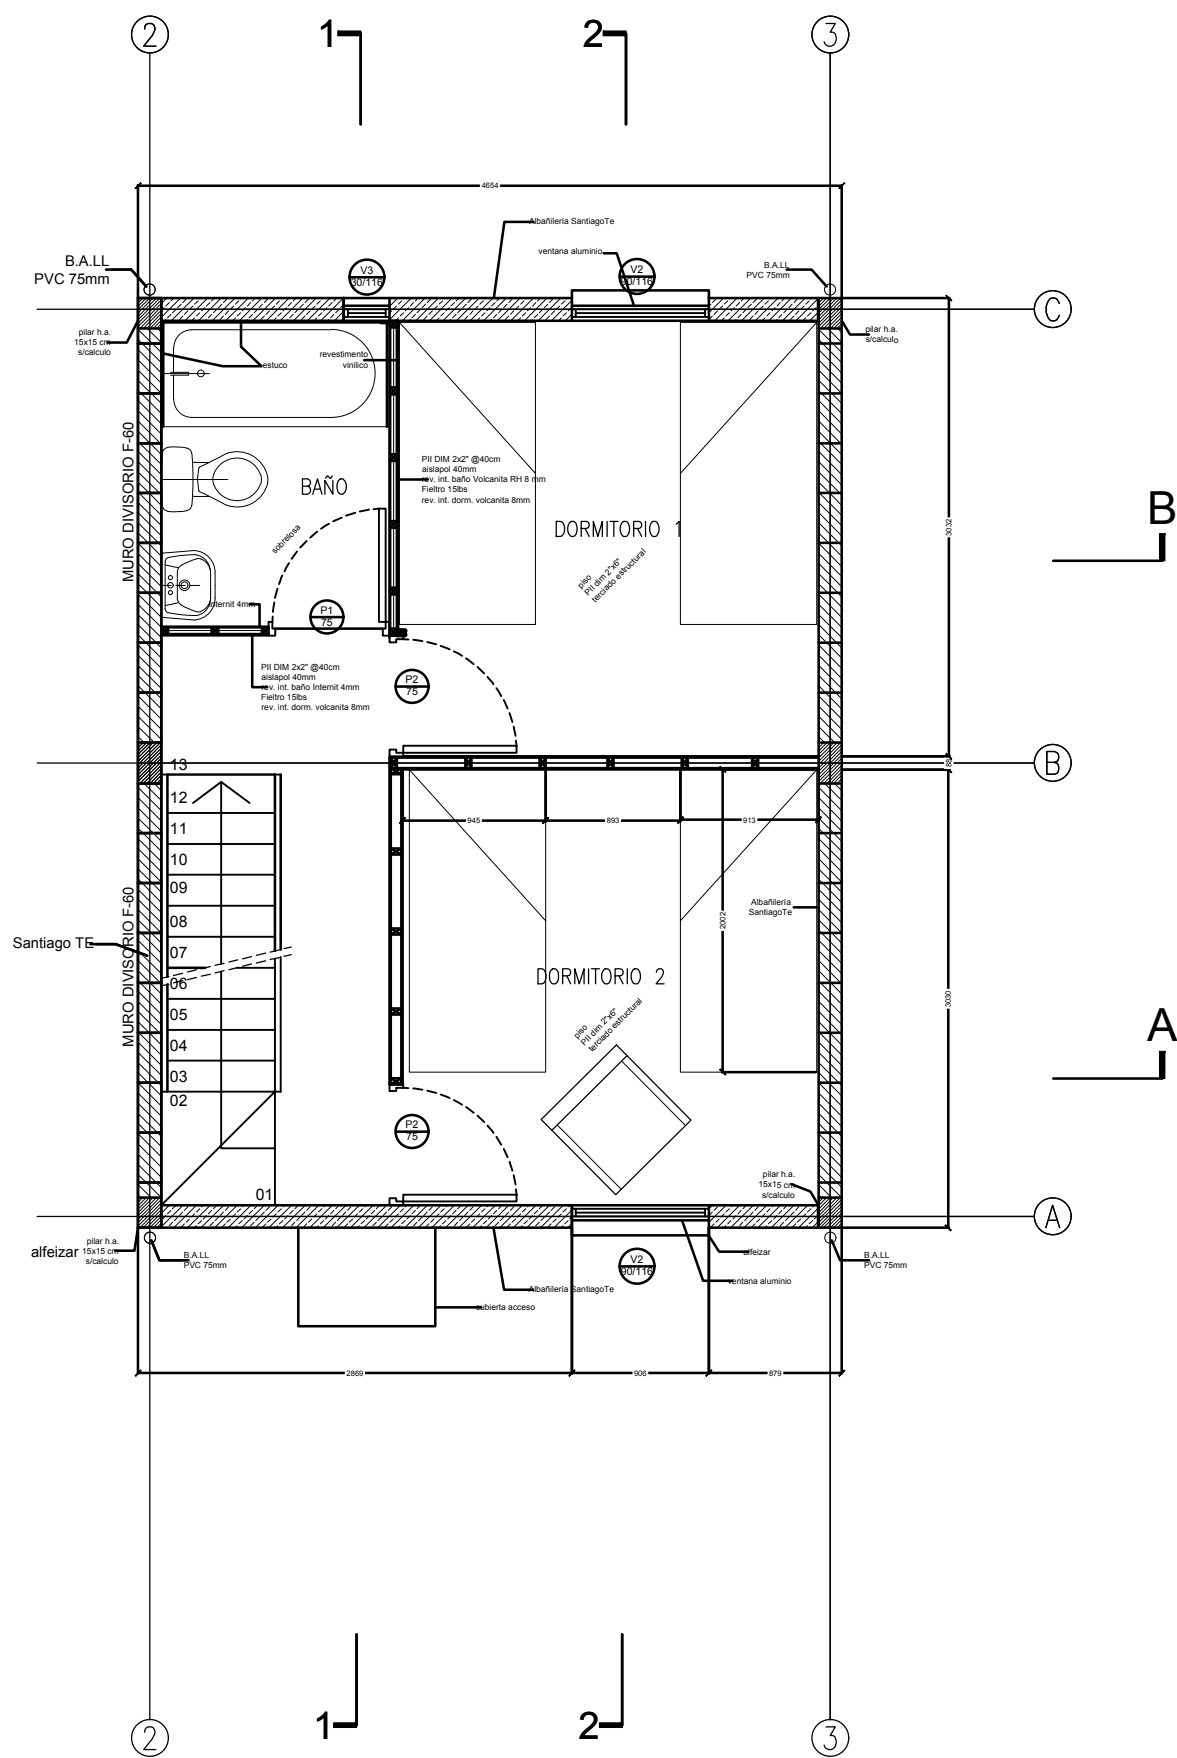 2
1
2
3
4654
Albañilería SantiagoTe
ventana aluminio
B.A.LL
PVC 75mm
V3
30/116
V2
90/116
B.A.LL
PVC 75mm
C
pilar h.a.
15x15 cm
s/calculo
estuco
revestimento
vinilico
pilar h.a.
s/calculo
MURO DIVISORIO F-60
BAÑO
PII DIM 2x2" @40cm
aislapol 40mm
rev. int. baño Volcanita RH 8 mm
Fieltro 15lbs
rev. int. dorm. volcanita 8mm
B
3032
DORMITORIO 1
sobrelosa
piso
PII dim 2"x6"
terciado estructural
internit 4mm
P1
75
PII DIM 2x2" @40cm
aislapol 40mm
rev. int. baño Internit 4mm
Fieltro 15lbs
rev. int. dorm. volcanita 8mm
P2
75
13
B
12
11
10
09
08
07
06
05
04
03
02
01
945
893
913
2002
Albañilería
SantiagoTe
MURO DIVISORIO F-60
Santiago TE
DORMITORIO 2
piso
PII dim 2"x6"
terciado estructural
3030
A
P2
75
pilar h.a.
15x15 cm
s/calculo
A
alfeizar
pilar h.a.
15x15 cm
s/calculo
B.A.LL
PVC 75mm
V2
90/116
alfeizar
ventana aluminio
B.A.LL
PVC 75mm
Albañilería SantiagoTe
cubierta acceso
2869
906
879
2
1
2
3